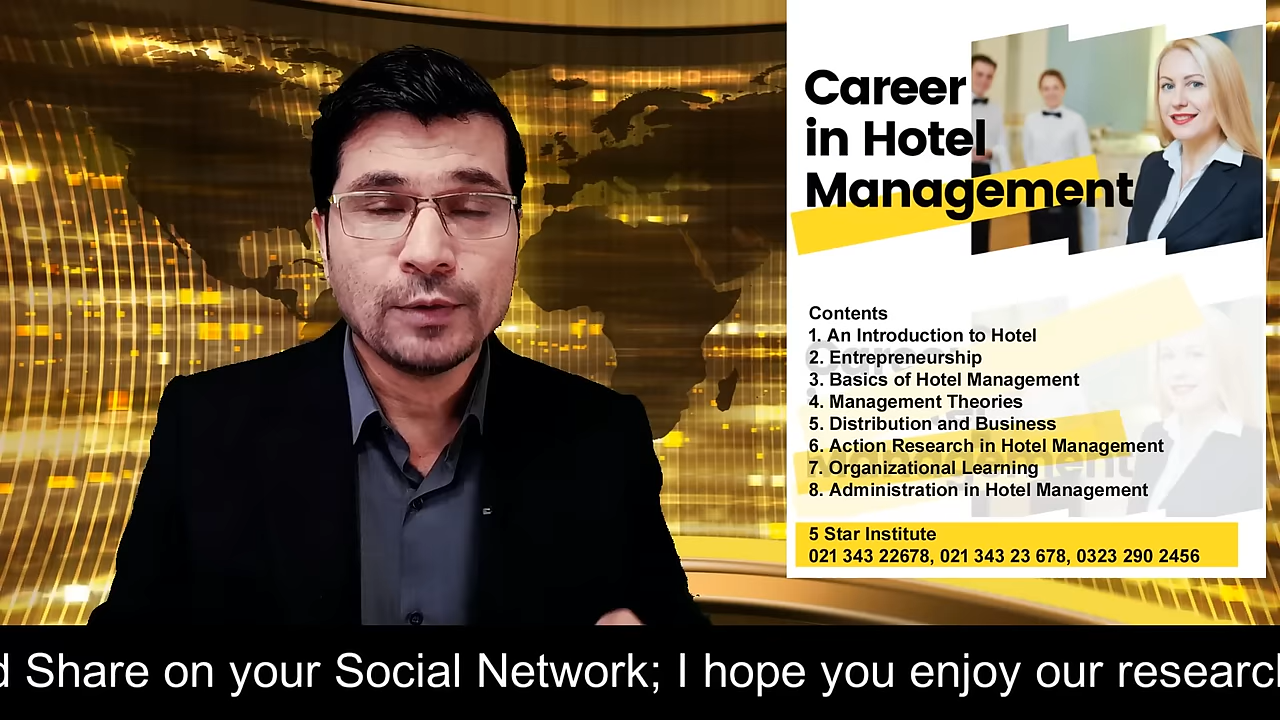 Career
in Hotel
Management
Contents
1. An Introduction to Hotel
2. Entrepreneurship
3. Basics of Hotel Management
4. Management Theories
5. Distribution and Business
6. Action Research in Hotel Management
7. Organizational Learning
8. Administration in Hotel Management
5 Star Institute
021 343 22678, 021 343 23 678, 0323 290 2456
d Share on your Social Network; I hope you enjoy our research